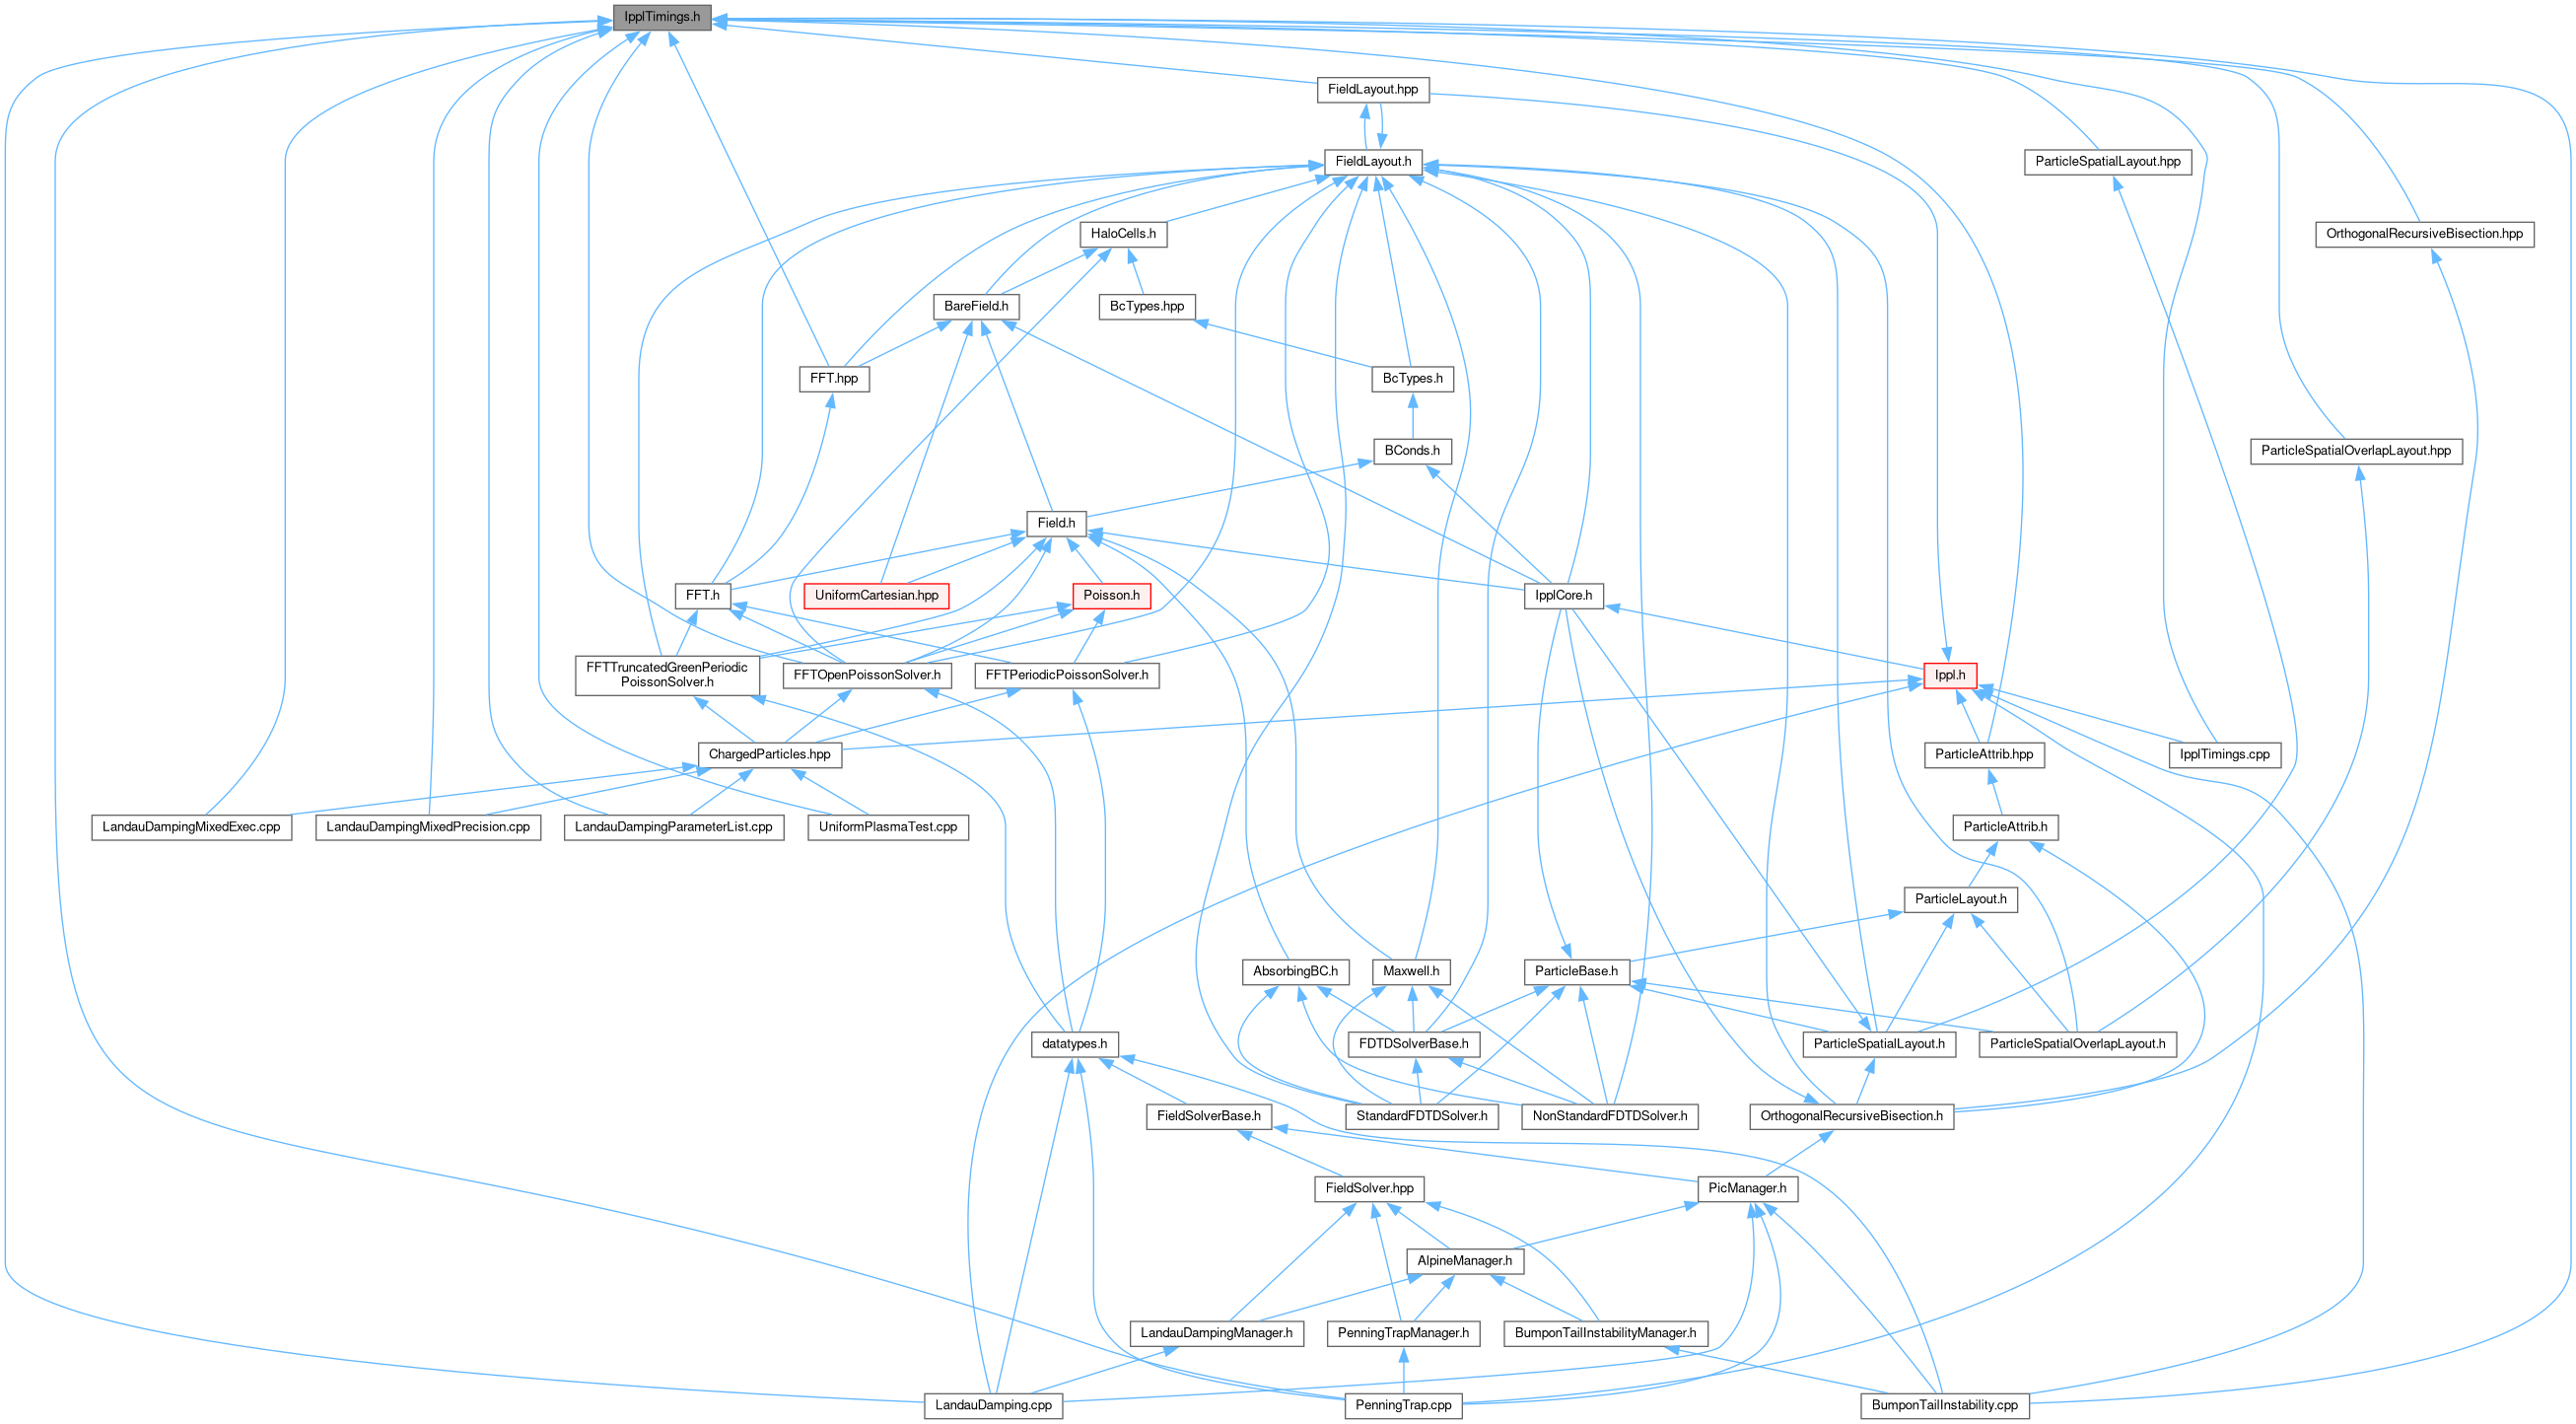 IpplTimings.h
FieldLayout.hpp
FieldLayout.h
ParticleSpatialLayout.hpp
HaloCells.h
OrthogonalRecursiveBisection.hpp
BareField.h
BcTypes.hpp
FFT.hpp
BcTypes.h
BConds.h
ParticleSpatialOverlapLayout.hpp
Field.h
FFT.h
UniformCartesian.hpp
Poisson.h
IpplCore.h
FFTTruncatedGreenPeriodic
PoissonSolver.h
FFTOpenPoissonSolver.h
FFTPeriodicPoissonSolver.h
Ippl.h
ChargedParticles.hpp
ParticleAttrib.hpp
IpplTimings.cpp
LandauDampingMixedExec.cpp
LandauDampingMixedPrecision.cpp
LandauDampingParameterList.cpp
UniformPlasmaTest.cpp
ParticleAttrib.h
ParticleLayout.h
AbsorbingBC.h
Maxwell.h
ParticleBase.h
datatypes.h
FDTDSolverBase.h
ParticleSpatialLayout.h
ParticleSpatialOverlapLayout.h
FieldSolverBase.h
StandardFDTDSolver.h
NonStandardFDTDSolver.h
OrthogonalRecursiveBisection.h
FieldSolver.hpp
PicManager.h
AlpineManager.h
LandauDampingManager.h
PenningTrapManager.h
BumponTailInstabilityManager.h
LandauDamping.cpp
PenningTrap.cpp
BumponTailInstability.cpp